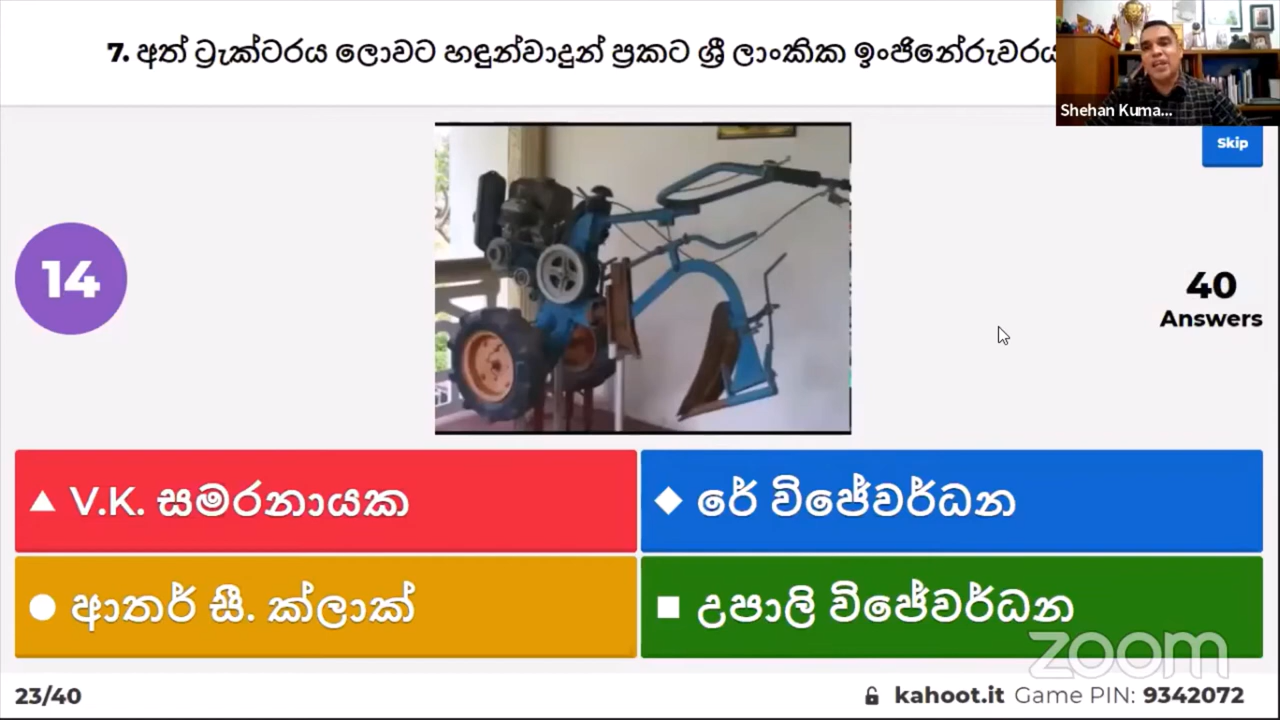 7. අත් ට්‍රැක්ටරය ලොවට හඳුන්වාදුන් ප්‍රකට ශ්‍රී ලාංකික ඉංජිනේරුවරය
Shehan Kuma...
Skip
14
40
Answers
V.K. සමරනායක
රේ විජේවර්ධන
ආතර් සී. ක්ලාක්
උපාලි විජේවර්ධන
zoom
23/40
kahoot.it Game PIN: 9342072